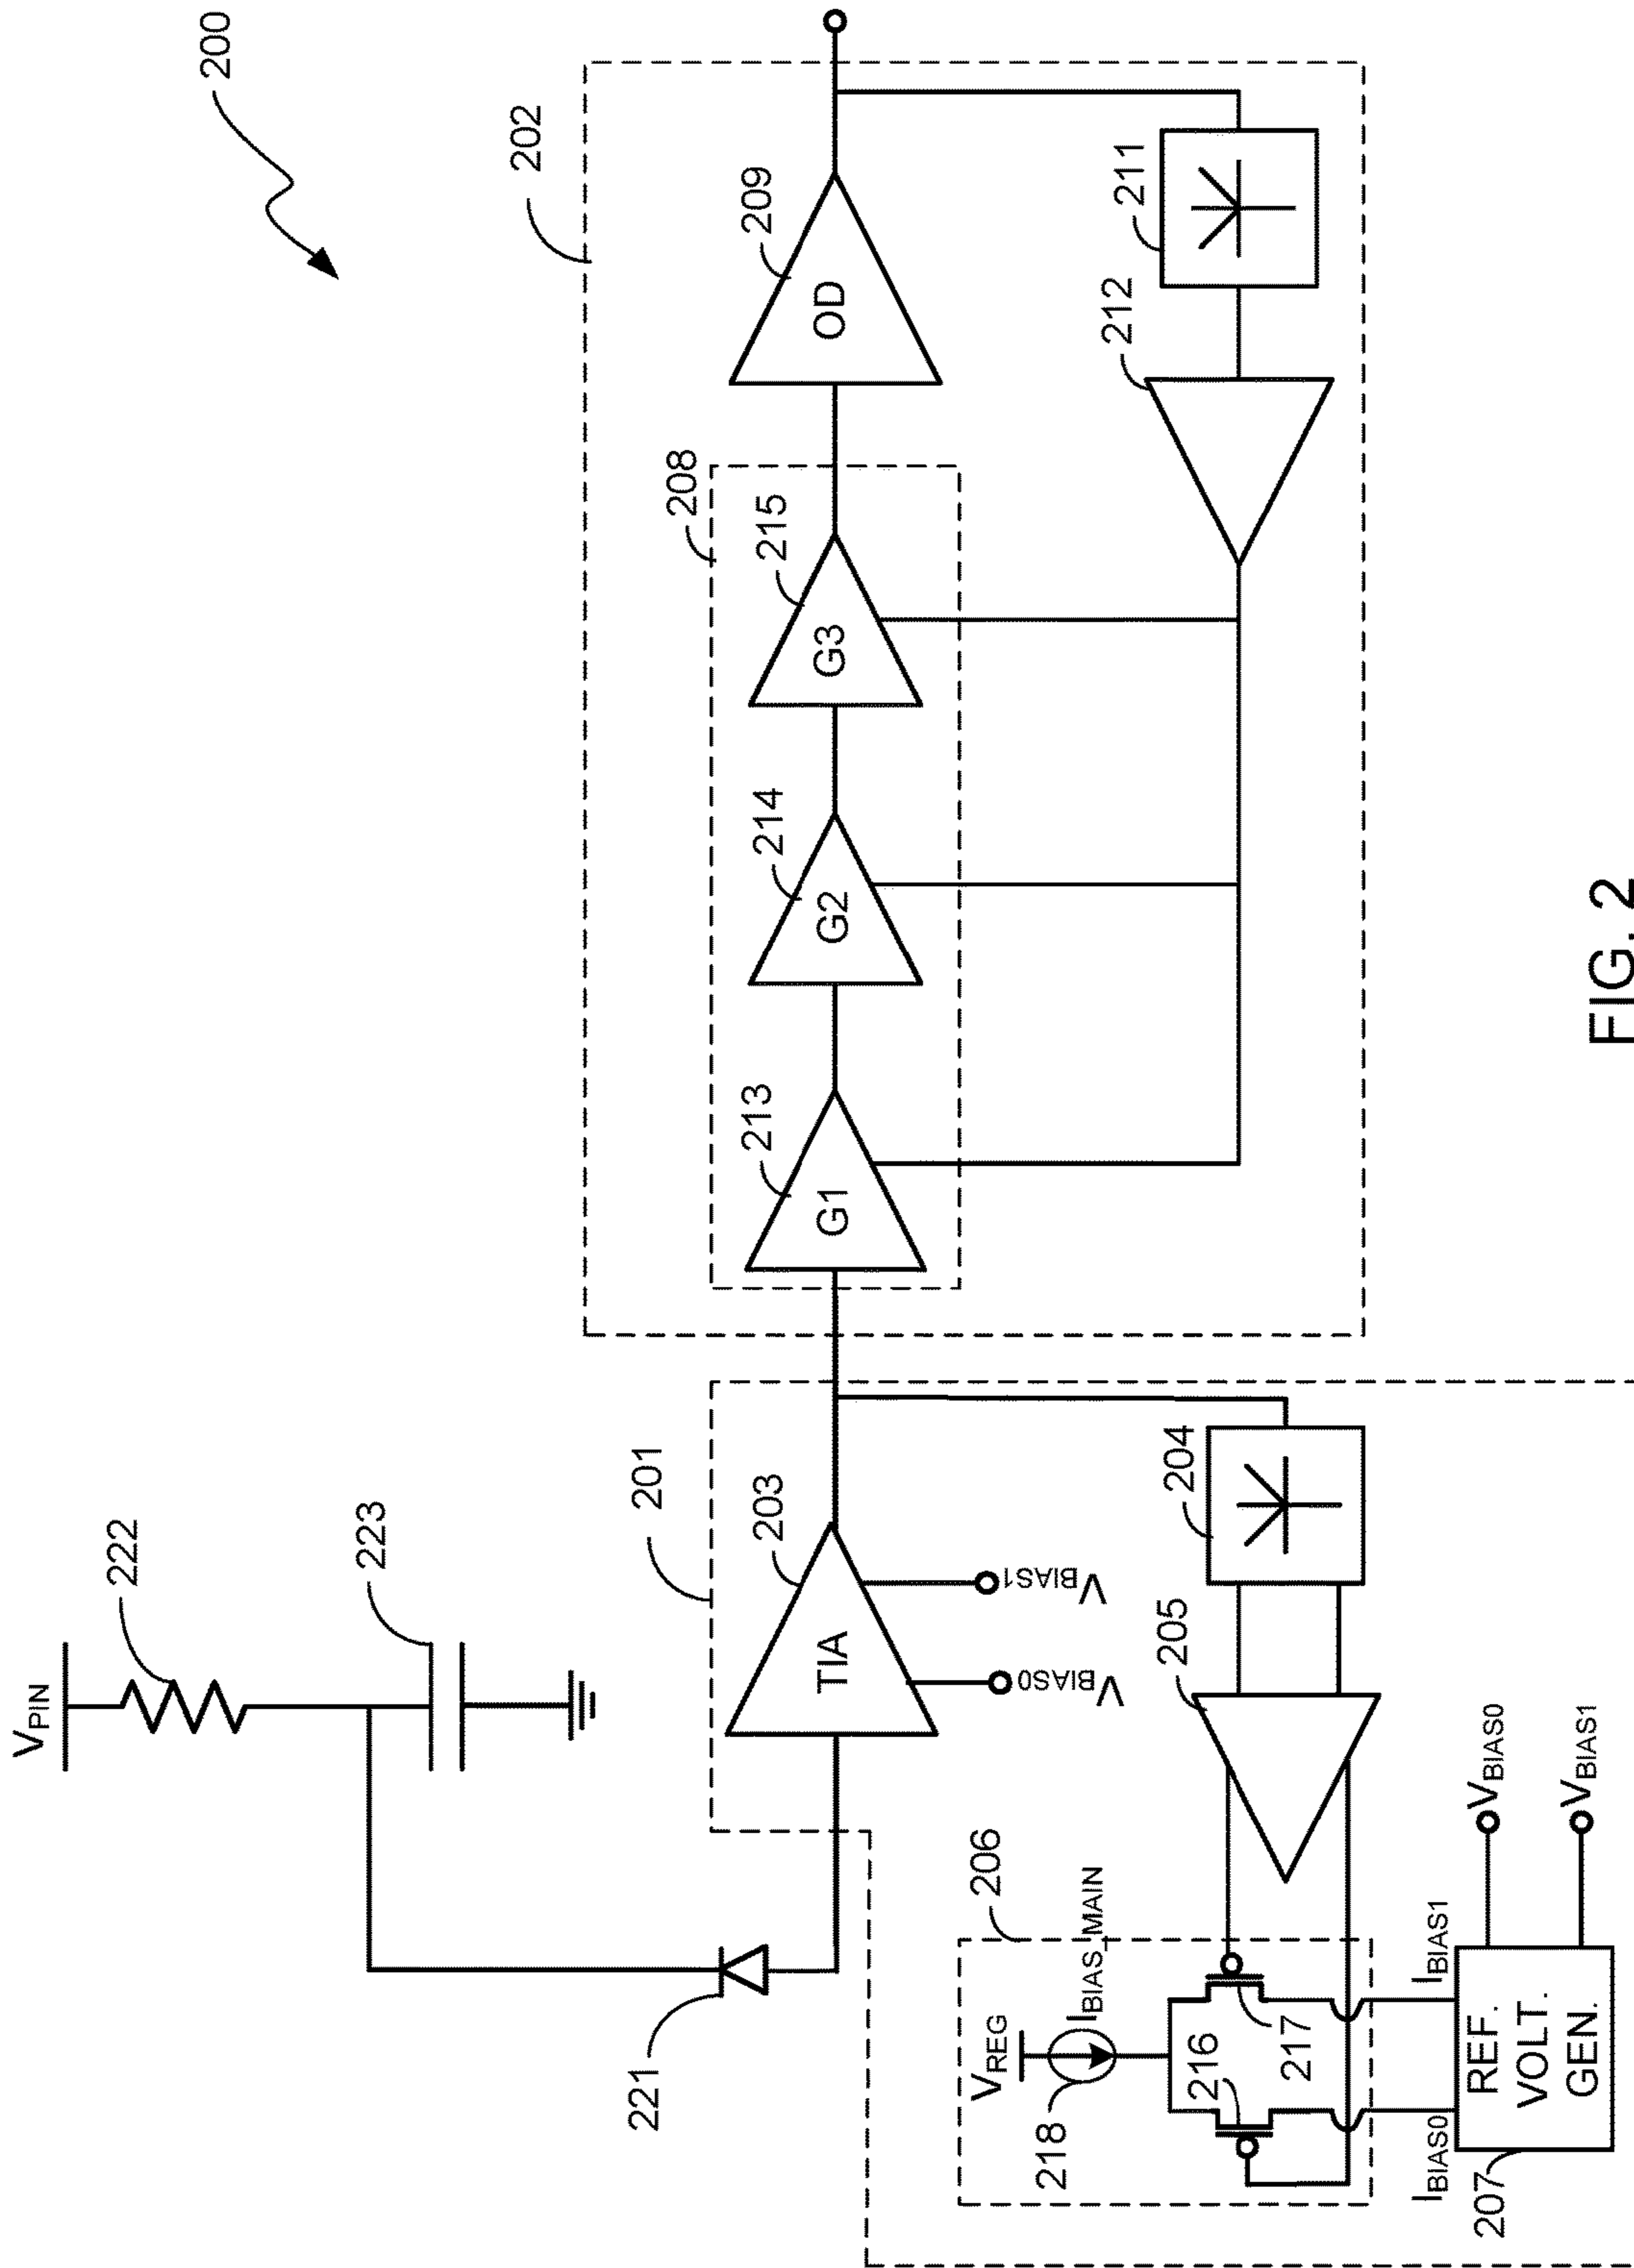 200
202
209
OD
211
212
208
215
G3
214
G2
213
G1
V_PIN
222
223
221
201
203
TIA
V_BIAS0
V_BIAS1
204
205
206
V_REG
I_BIAS_MAIN
218
216
217
I_BIAS0
I_BIAS1
207
REF.
VOLT.
GEN.
V_BIAS0
V_BIAS1
FIG. 2